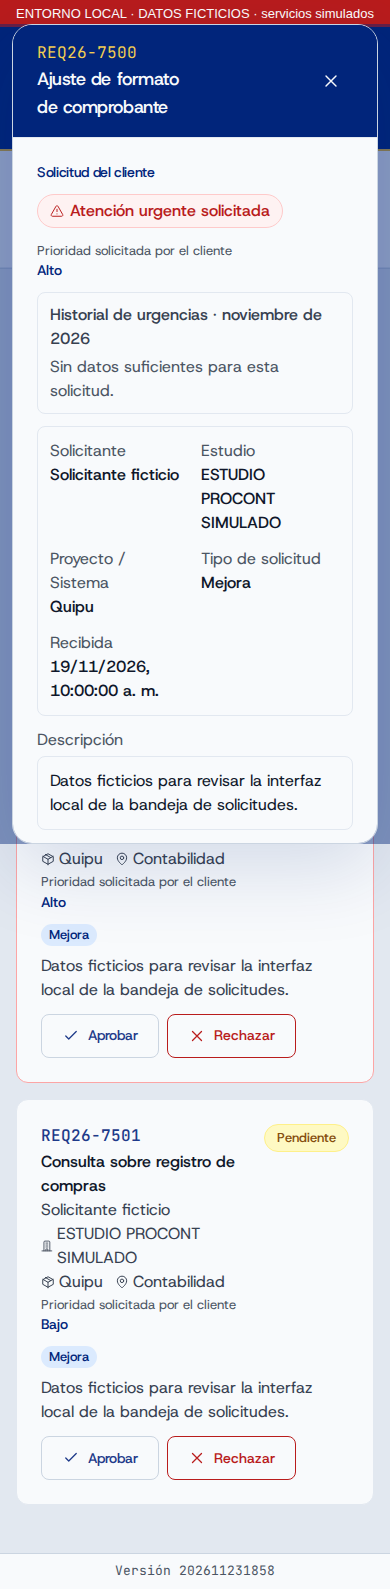 ENTORNO LOCAL · DATOS FICTICIOS · servicios simulados
REQ26-7500
Ajuste de formato
de comprobante
Solicitud del cliente
Atención urgente solicitada
Prioridad solicitada por el cliente
Alto
Historial de urgencias · noviembre de
2026
Sin datos suficientes para esta
solicitud.
Solicitante
Solicitante ficticio
Estudio
ESTUDIO
PROCONT
SIMULADO
Proyecto /
Sistema
Quipu
Tipo de solicitud
Mejora
Recibida
19/11/2026,
10:00:00 a. m.
Descripción
Datos ficticios para revisar la interfaz
local de la bandeja de solicitudes.
Quipu Contabilidad
Prioridad solicitada por el cliente
Alto
Mejora
Datos ficticios para revisar la interfaz
local de la bandeja de solicitudes.
Aprobar Rechazar
REQ26-7501 Pendiente
Consulta sobre registro de
compras
Solicitante ficticio
ESTUDIO PROCONT
SIMULADO
Quipu Contabilidad
Prioridad solicitada por el cliente
Bajo
Mejora
Datos ficticios para revisar la interfaz
local de la bandeja de solicitudes.
Aprobar Rechazar
Versión 202611231858